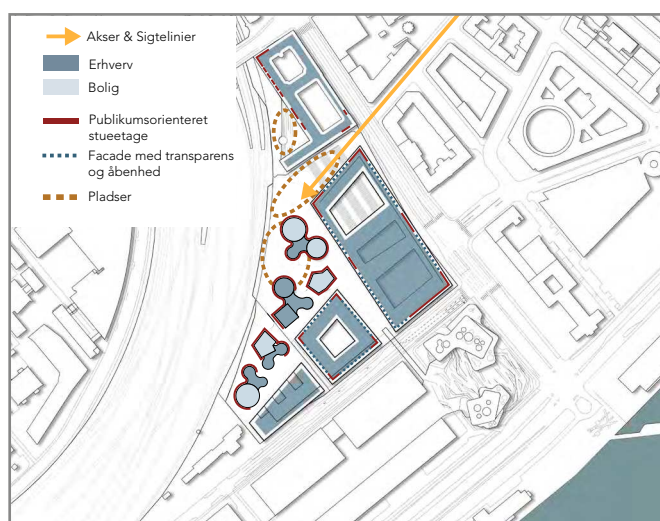 Akser & Sigtelinier
Erhverv
Bolig
Publikumsorienteret
stueetage
Facade med transparens
og åbenhed
Pladser